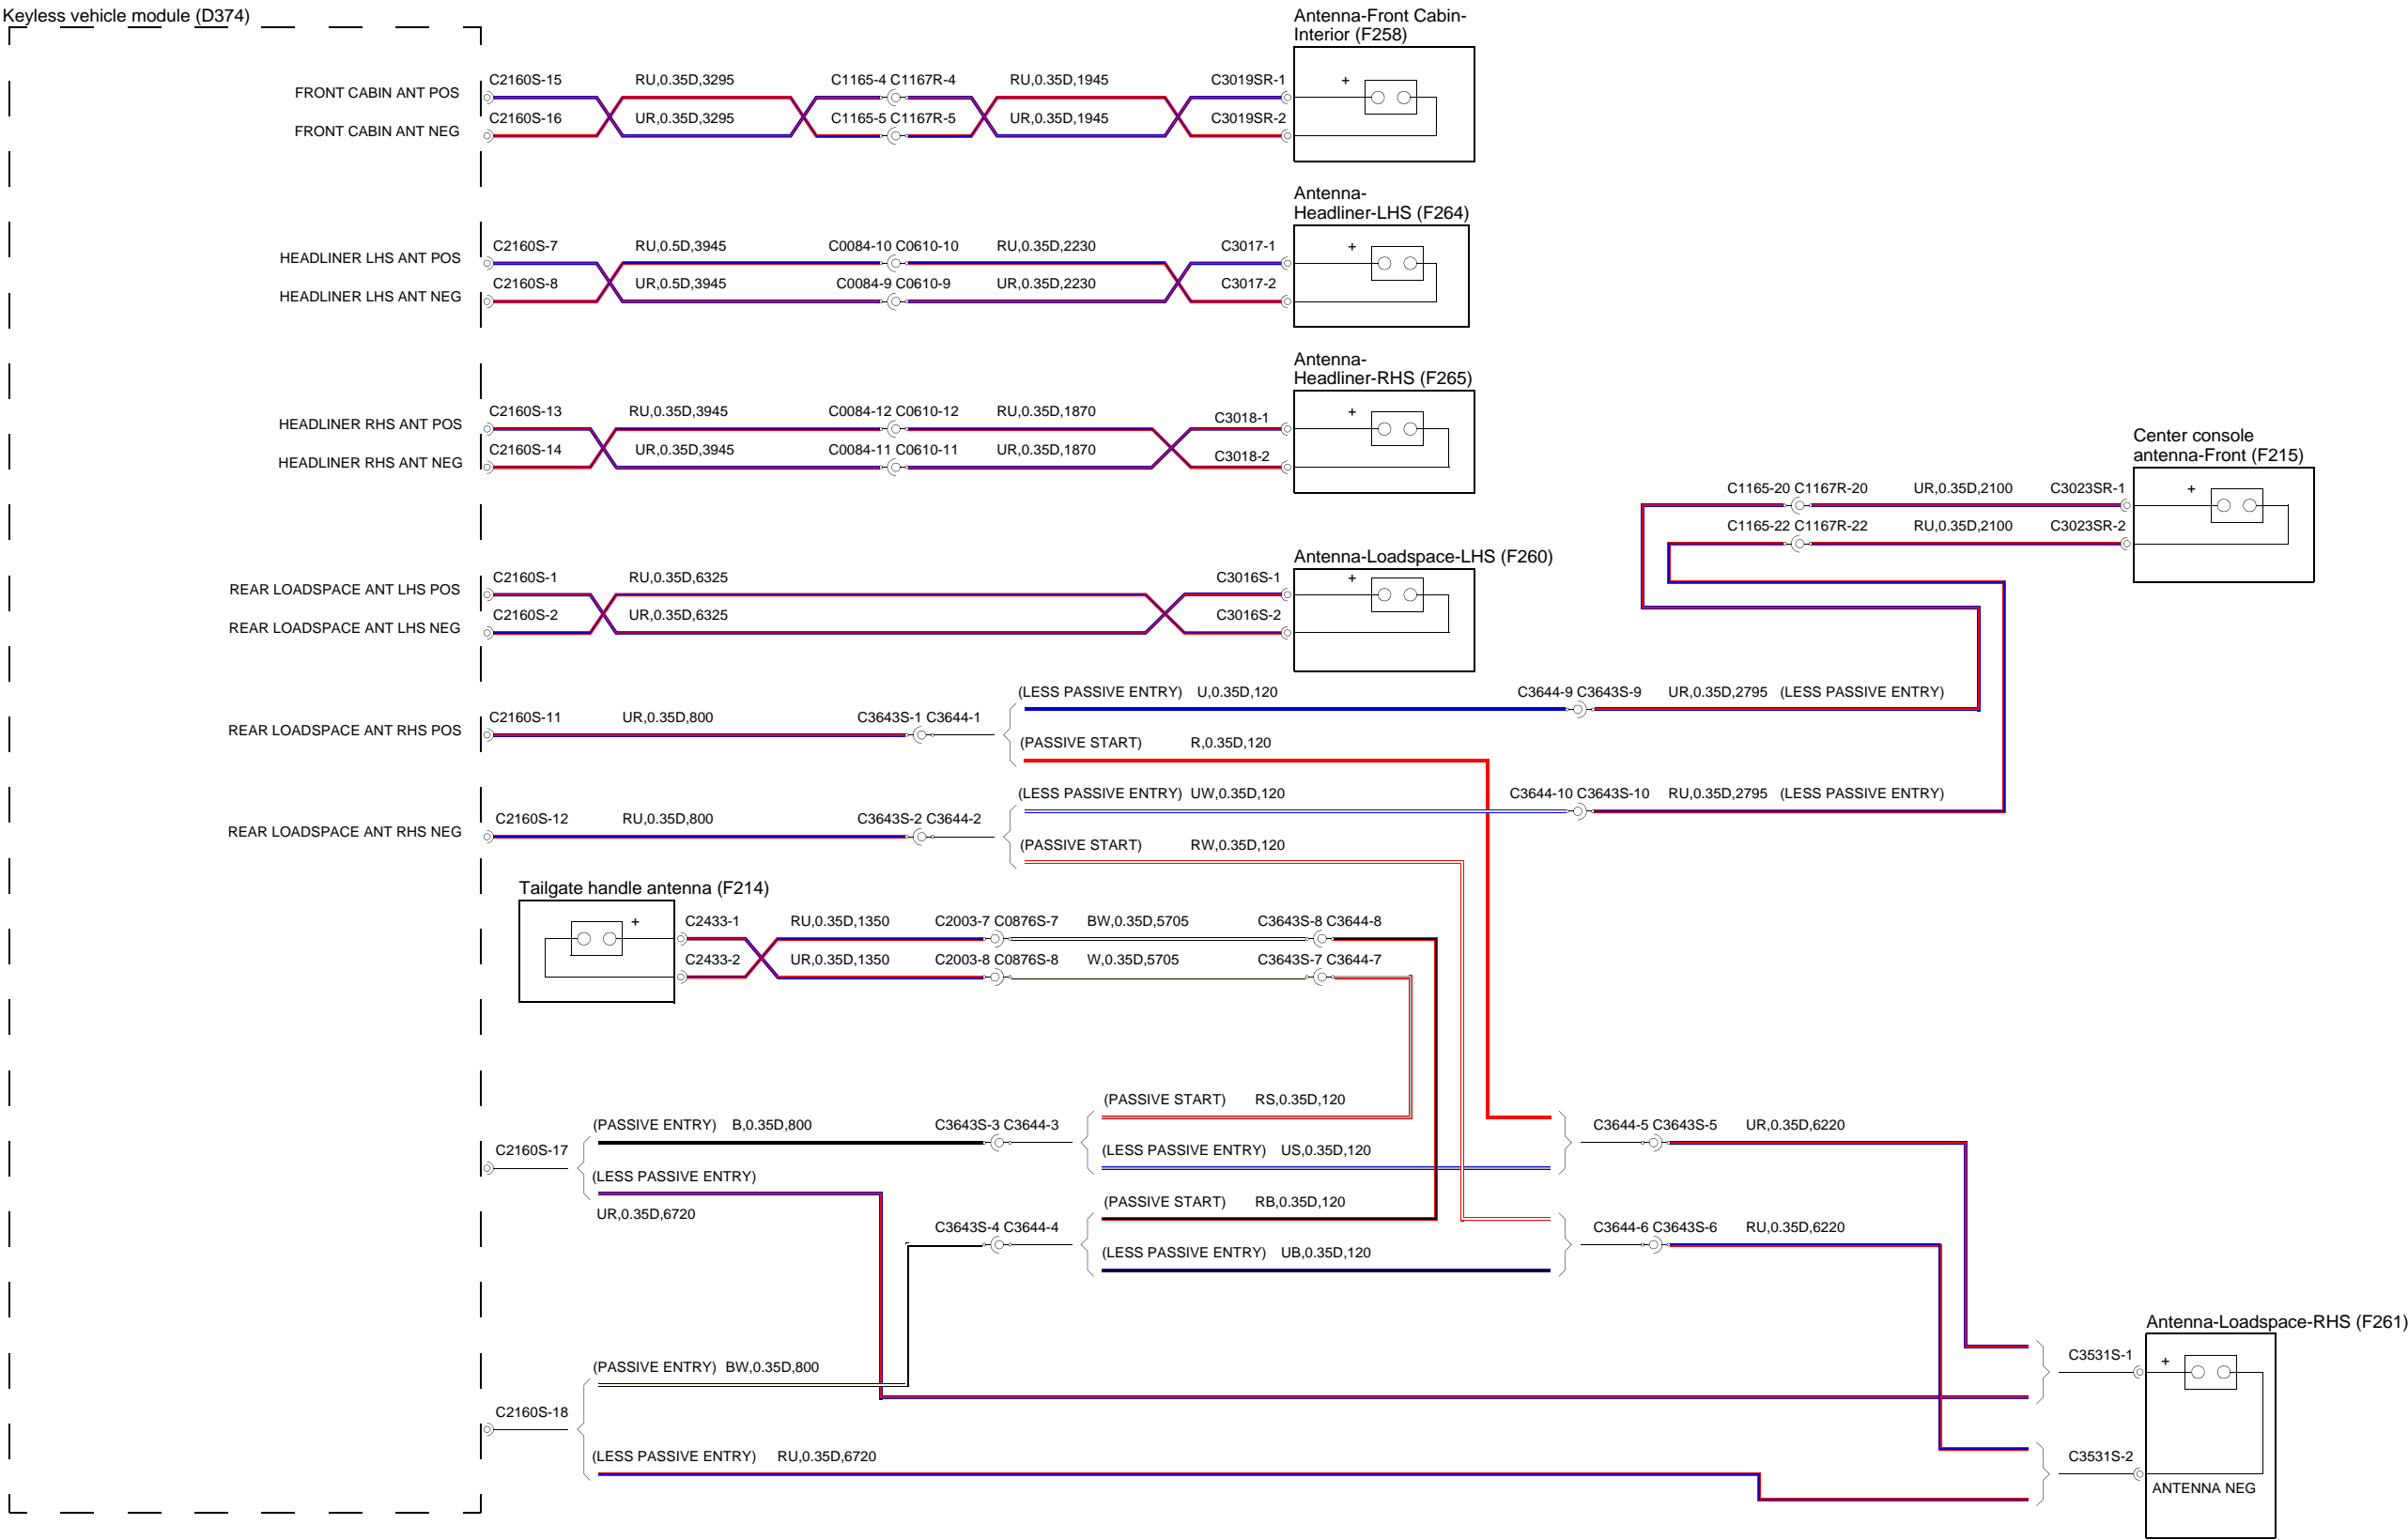 Keyless vehicle module (D374)
Antenna-Front Cabin-
Interior (F258)
FRONT CABIN ANT POS
C2160S-15
RU,0.35D,3295
C1165-4 C1167R-4
RU,0.35D,1945
C3019SR-1
+
FRONT CABIN ANT NEG
C2160S-16
UR,0.35D,3295
C1165-5 C1167R-5
UR,0.35D,1945
C3019SR-2
Antenna-
Headliner-LHS (F264)
HEADLINER LHS ANT POS
C2160S-7
RU,0.5D,3945
C0084-10 C0610-10
RU,0.35D,2230
C3017-1
+
HEADLINER LHS ANT NEG
C2160S-8
UR,0.5D,3945
C0084-9 C0610-9
UR,0.35D,2230
C3017-2
Antenna-
Headliner-RHS (F265)
HEADLINER RHS ANT POS
C2160S-13
RU,0.35D,3945
C0084-12 C0610-12
RU,0.35D,1870
C3018-1
+
HEADLINER RHS ANT NEG
C2160S-14
UR,0.35D,3945
C0084-11 C0610-11
UR,0.35D,1870
C3018-2
Center console
antenna-Front (F215)
C1165-20 C1167R-20
UR,0.35D,2100
C3023SR-1
+
C1165-22 C1167R-22
RU,0.35D,2100
C3023SR-2
Antenna-Loadspace-LHS (F260)
REAR LOADSPACE ANT LHS POS
C2160S-1
RU,0.35D,6325
C3016S-1
+
REAR LOADSPACE ANT LHS NEG
C2160S-2
UR,0.35D,6325
C3016S-2
(LESS PASSIVE ENTRY) U,0.35D,120
C3644-9 C3643S-9
UR,0.35D,2795 (LESS PASSIVE ENTRY)
REAR LOADSPACE ANT RHS POS
C2160S-11
UR,0.35D,800
C3643S-1 C3644-1
(PASSIVE START) R,0.35D,120
(LESS PASSIVE ENTRY) UW,0.35D,120
C3644-10 C3643S-10
RU,0.35D,2795 (LESS PASSIVE ENTRY)
REAR LOADSPACE ANT RHS NEG
C2160S-12
RU,0.35D,800
C3643S-2 C3644-2
(PASSIVE START) RW,0.35D,120
Tailgate handle antenna (F214)
+
C2433-1
RU,0.35D,1350
C2003-7 C0876S-7
BW,0.35D,5705
C3643S-8 C3644-8
C2433-2
UR,0.35D,1350
C2003-8 C0876S-8
W,0.35D,5705
C3643S-7 C3644-7
(PASSIVE START) RS,0.35D,120
(PASSIVE ENTRY) B,0.35D,800
C3643S-3 C3644-3
C3644-5 C3643S-5
UR,0.35D,6220
C2160S-17
(LESS PASSIVE ENTRY) US,0.35D,120
(LESS PASSIVE ENTRY)
UR,0.35D,6720
(PASSIVE START) RB,0.35D,120
C3643S-4 C3644-4
C3644-6 C3643S-6
RU,0.35D,6220
(LESS PASSIVE ENTRY) UB,0.35D,120
Antenna-Loadspace-RHS (F261)
(PASSIVE ENTRY) BW,0.35D,800
C3531S-1
+
C2160S-18
(LESS PASSIVE ENTRY) RU,0.35D,6720
C3531S-2
ANTENNA NEG